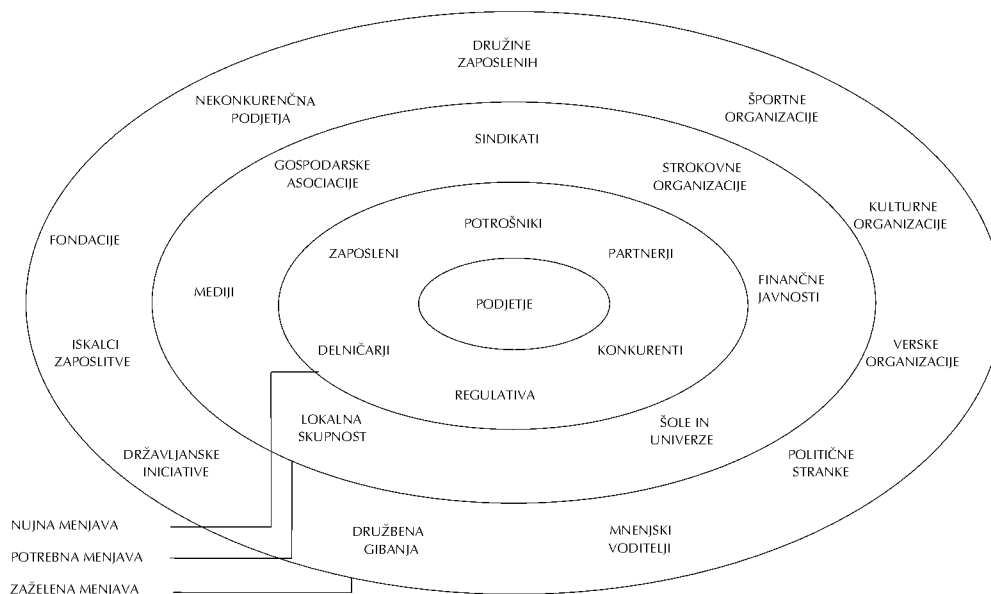 DRUŽINE
ZAPOSLENIH
NEKONKURENČNA
PODJETJA
ŠPORTNE
ORGANIZACIJE
SINDIKATI
GOSPODARSKE
ASOCIACIJE
STROKOVNE
ORGANIZACIJE
KULTURNE
ORGANIZACIJE
POTROŠNIKI
FONDACIJE
ZAPOSLENI
PARTNERJI
MEDIJI
PODJETJE
FINANČNE
JAVNOSTI
ISKALCI
ZAPOSLITVE
DELNIČARJI
KONKURENTI
VERSKE
ORGANIZACIJE
REGULATIVA
LOKALNA
SKUPNOST
ŠOLE IN
UNIVERZE
DRŽAVLJANSKE
INICIATIVE
POLITIČNE
STRANKE
NUJNA MENJAVA
DRUŽBENA
GIBANJA
MNENJSKI
VODITELJI
POTREBNA MENJAVA
ZAŽELENA MENJAVA